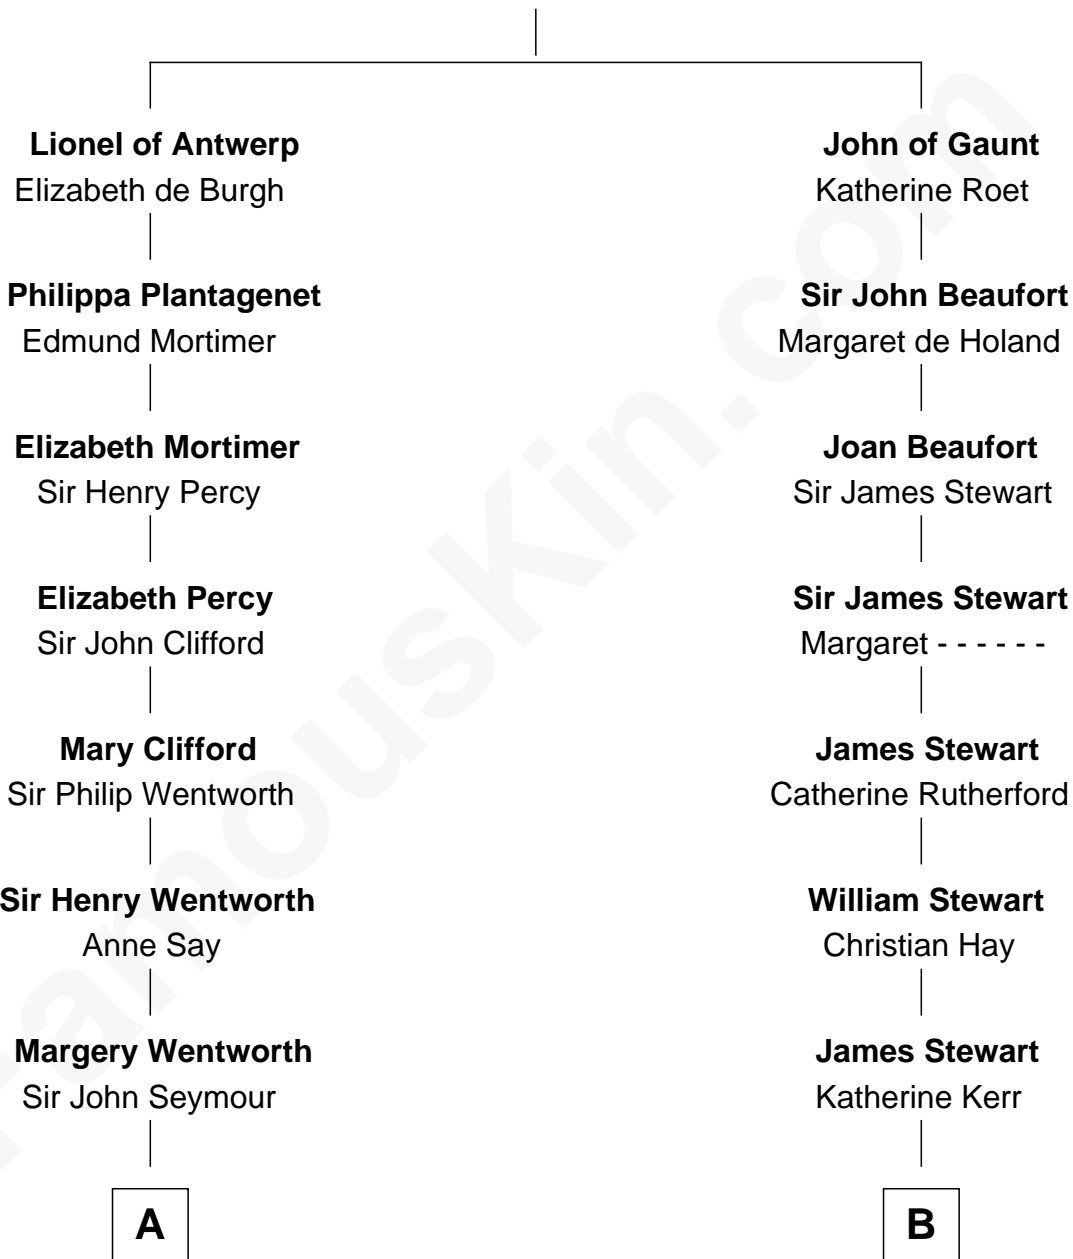 Lionel of Antwerp
Elizabeth de Burgh
Philippa Plantagenet
Edmund Mortimer
Elizabeth Mortimer
Sir Henry Percy
Elizabeth Percy
Sir John Clifford
Mary Clifford
Sir Philip Wentworth
Sir Henry Wentworth
Anne Say
Margery Wentworth
Sir John Seymour
A
John of Gaunt
Katherine Roet
Sir John Beaufort
Margaret de Holand
Joan Beaufort
Sir James Stewart
Sir James Stewart
Margaret - - - - - -
James Stewart
Catherine Rutherford
William Stewart
Christian Hay
James Stewart
Katherine Kerr
B
FamousKin.com